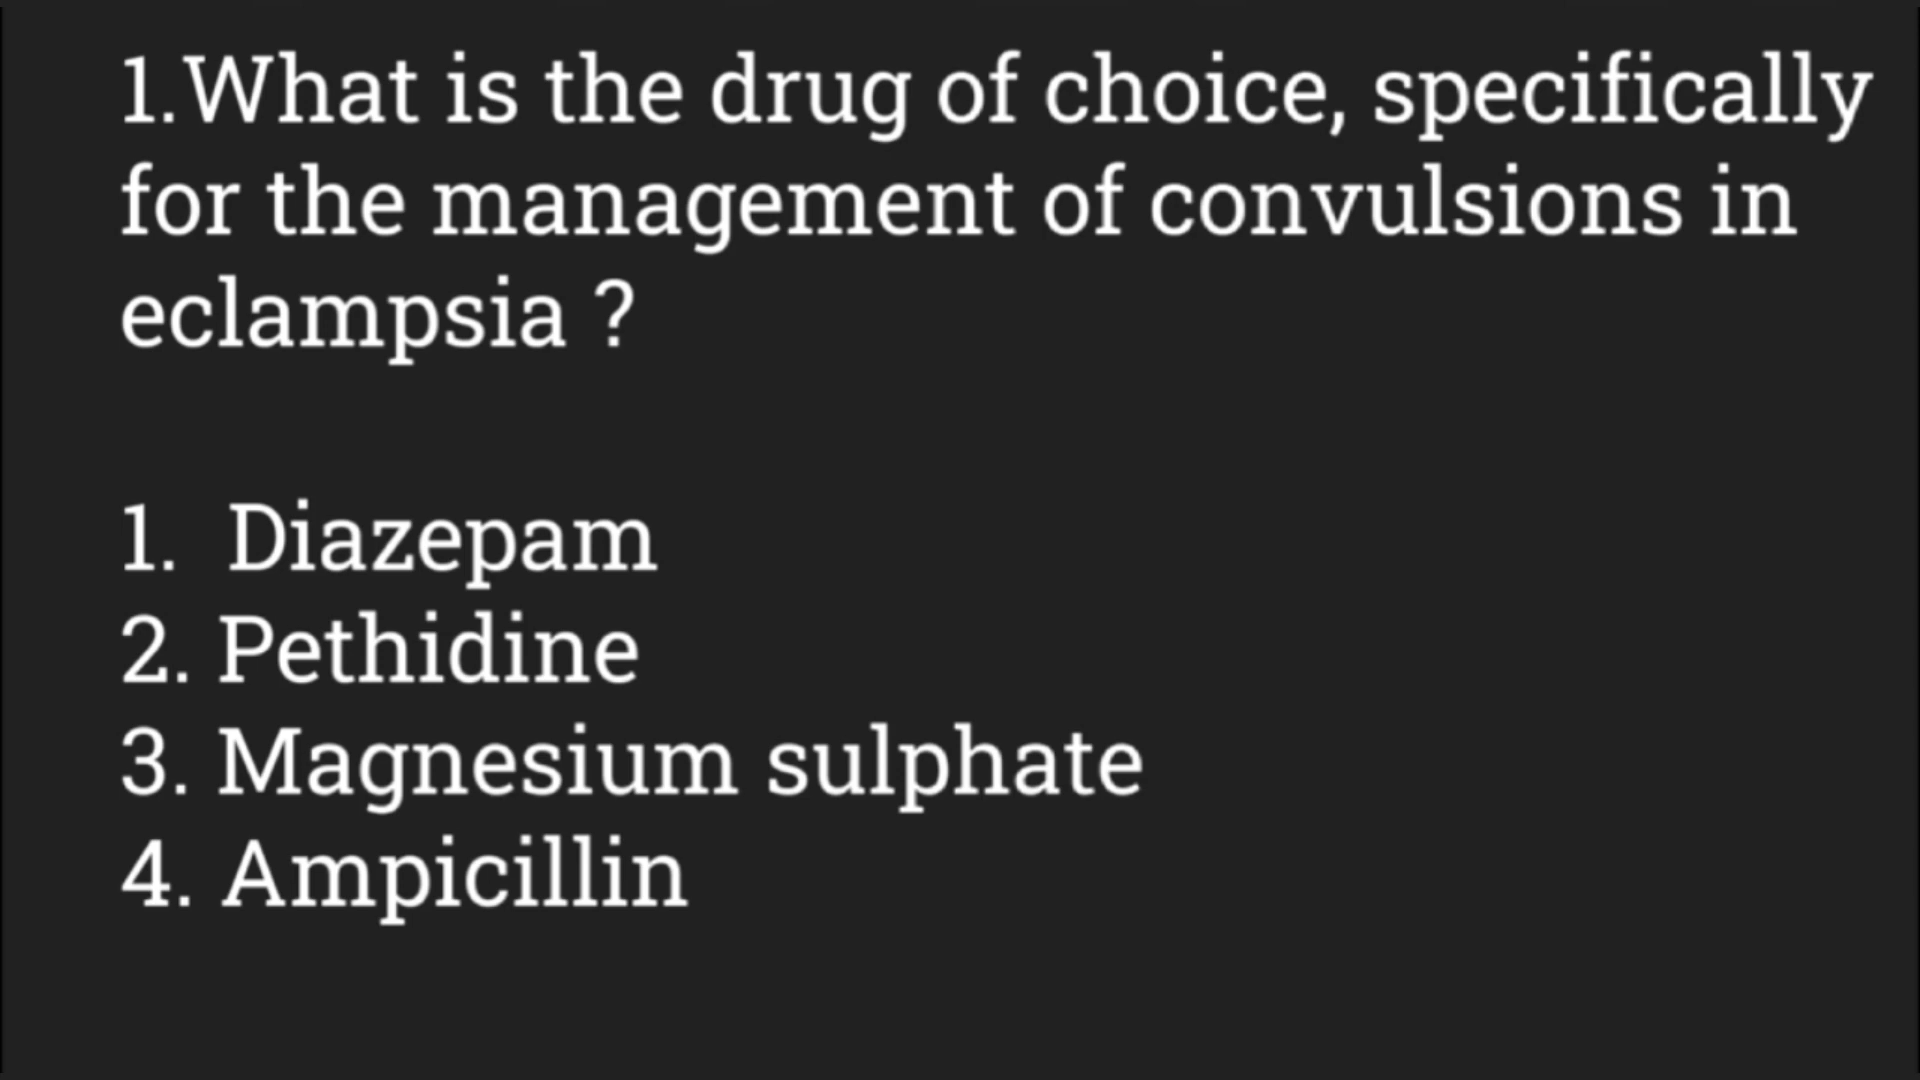 1.What is the drug of choice, specifically
for the management of convulsions in
eclampsia ?
1. Diazepam
2. Pethidine
3. Magnesium sulphate
4. Ampicillin